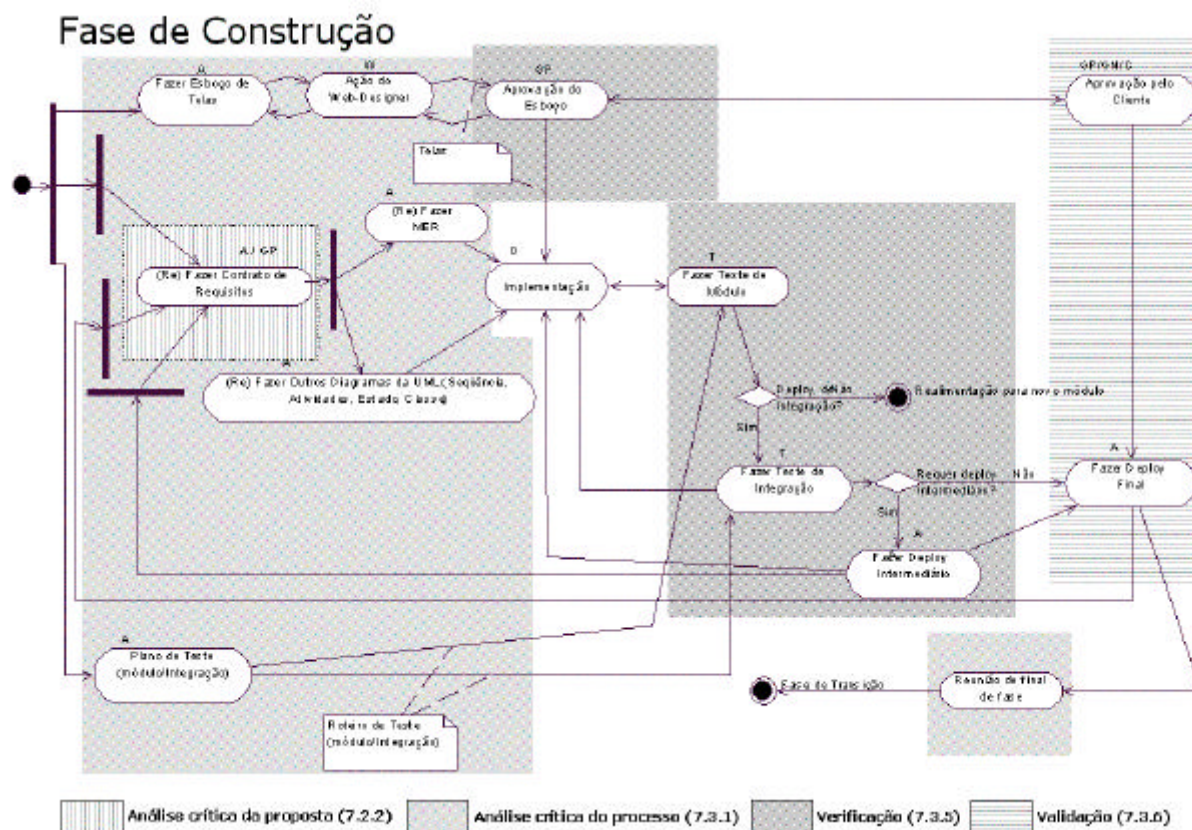 Fase de Construção
A
Fazer Esboço de
Telas
W
Ação do
Web-Designer
GP
Aprovação do
Esboço
GP/GN/C
Aprovação pelo
Cliente
Telas
A
(Re) Fazer
MER
A/ GP
(Re) Fazer Contrato de
Requisitos
D
Implementação
T
Fazer Teste de
Módulo
A
(Re) Fazer Outros Diagramas da UML(Seqüência,
Atividades, Estado, Classe)
Deploy
Não
Integração?
Realimentação para novo módulo
Sim
T
Fazer Teste de
Integração
Requer deploy
Intermediário?
Não
A
Fazer Deploy
Final
Sim
A
Fazer Deploy
Intermediário
A
Plano de Teste
(módulo/Integração)
Fase de Transição
Reunião de final
de fase
Roteiro de Teste
(módulo/Integração)
Análise crítica da proposta (7.2.2)
Análise crítica do processo (7.3.1)
Verificação (7.3.5)
Validação (7.3.6)